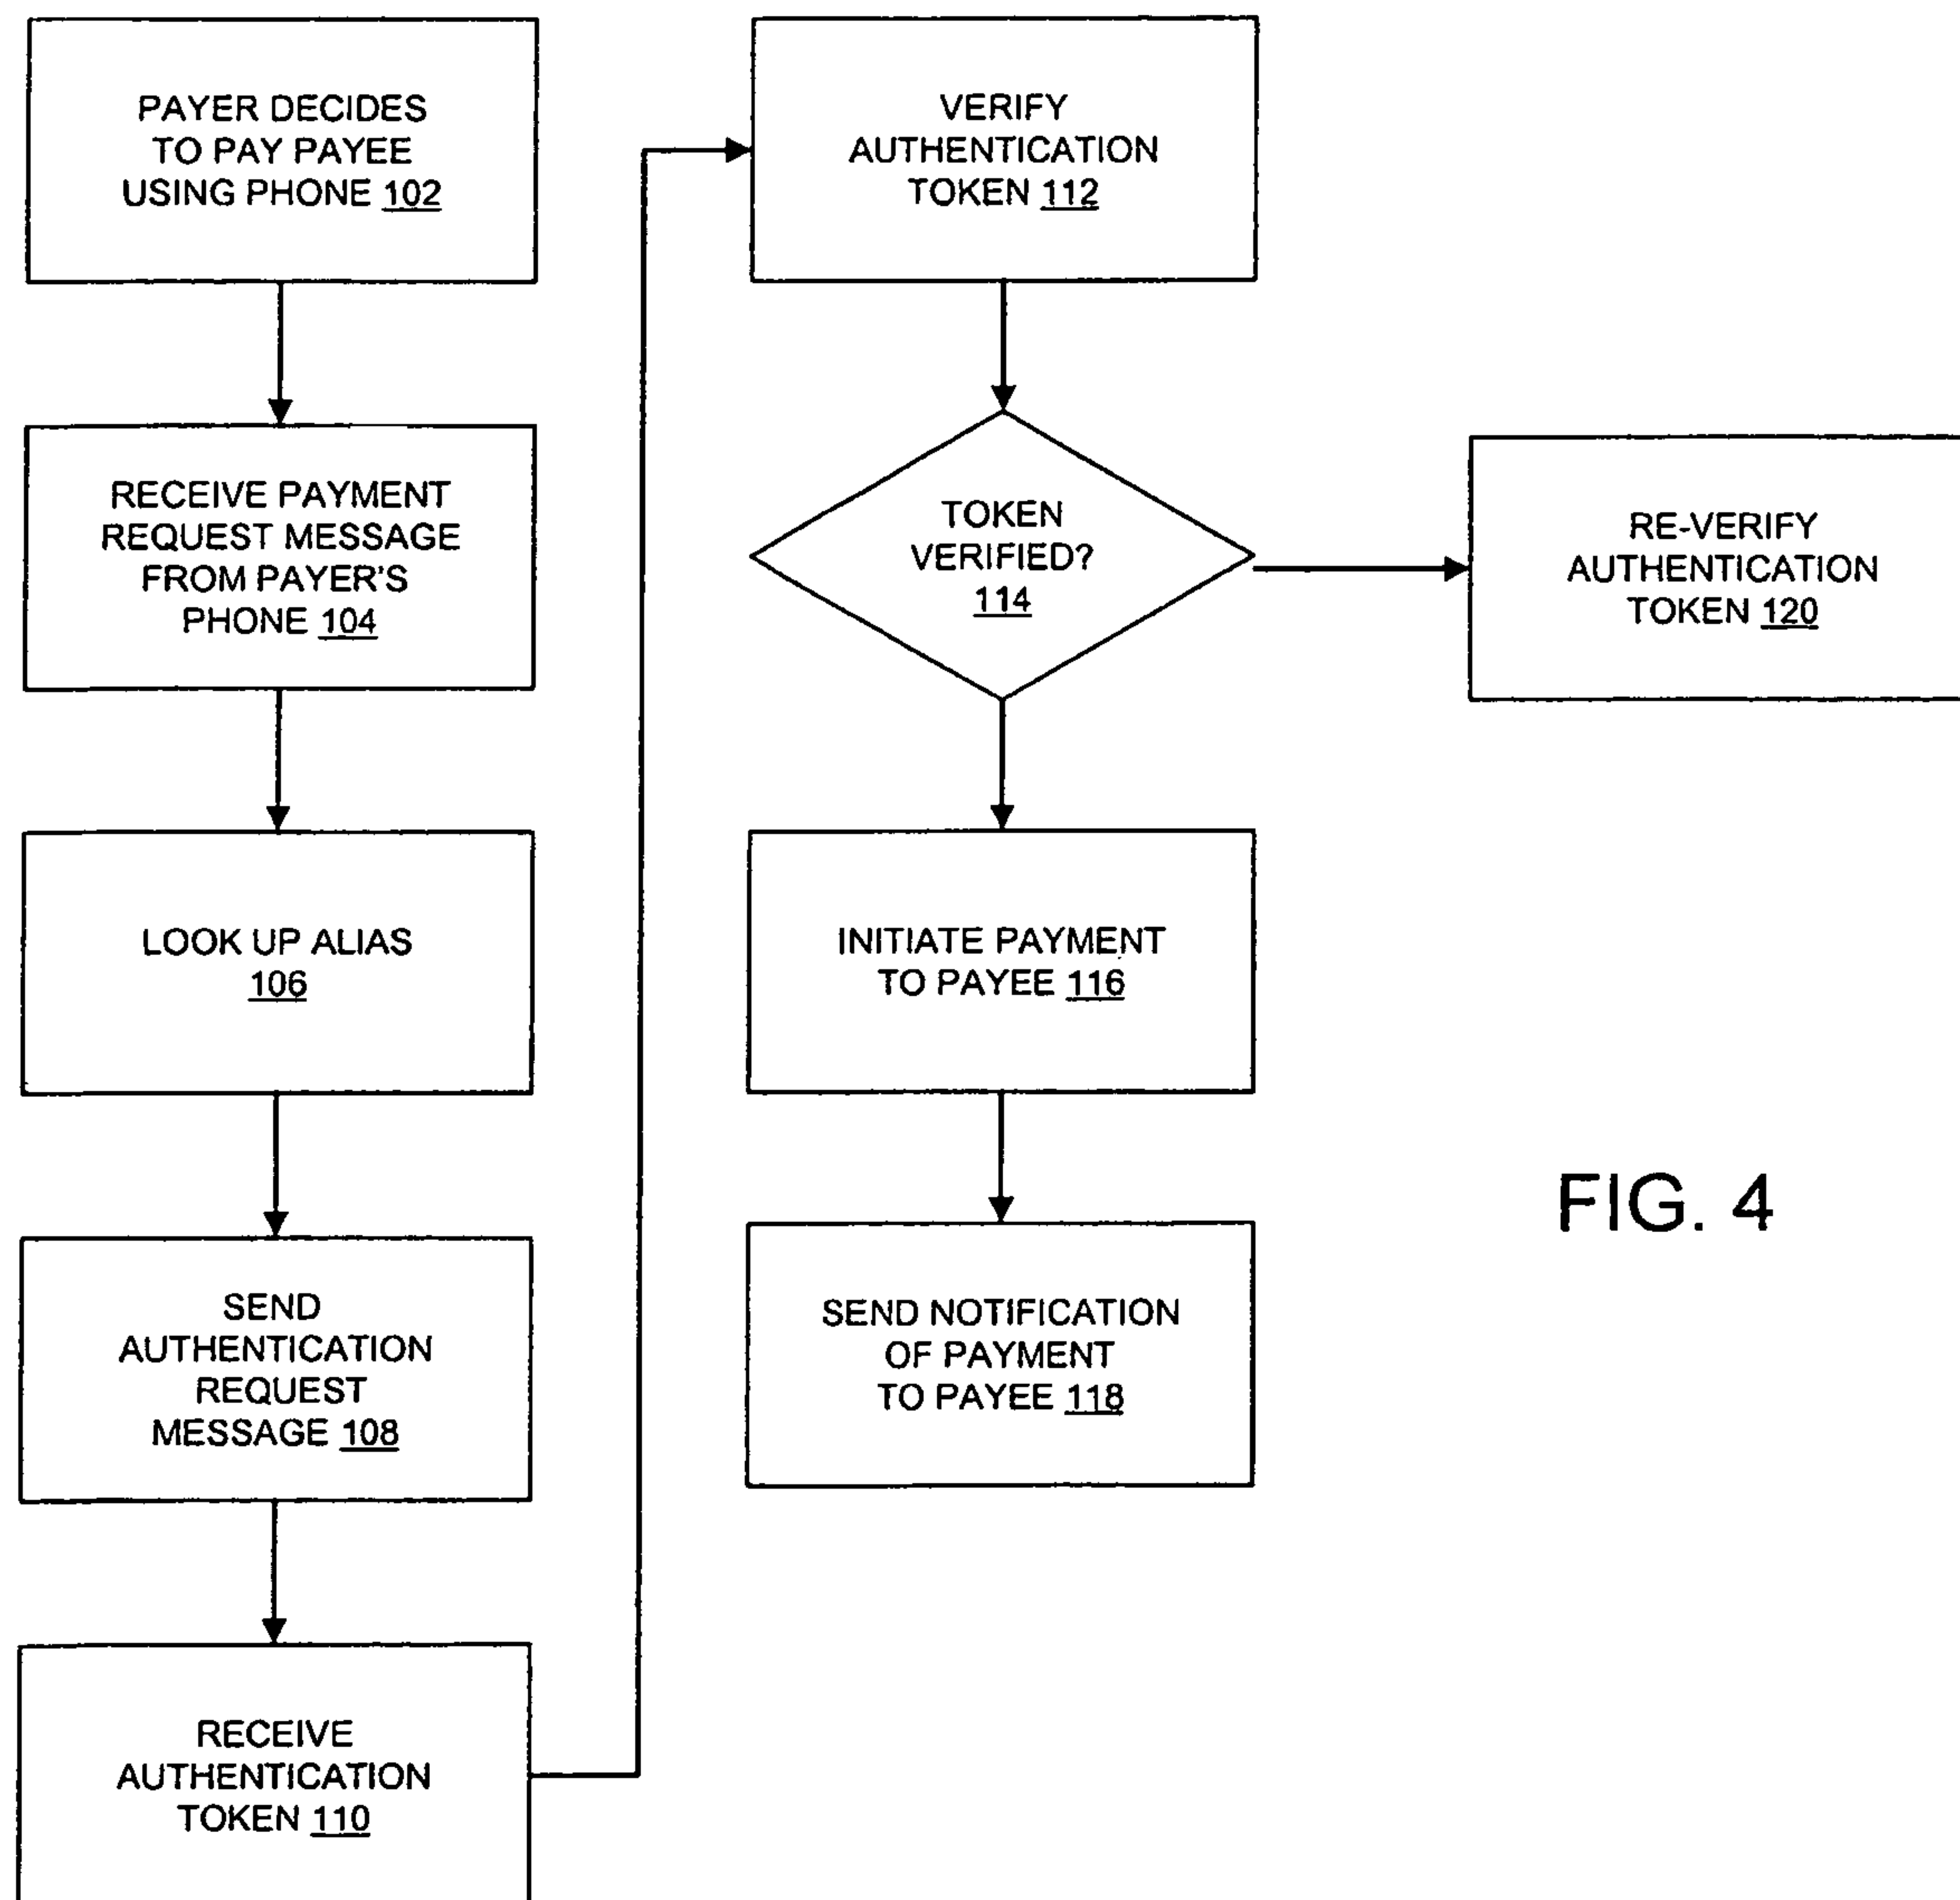 PAYER DECIDES
TO PAY PAYEE
USING PHONE 102
RECEIVE PAYMENT
REQUEST MESSAGE
FROM PAYER'S
PHONE 104
LOOK UP ALIAS
106
SEND
AUTHENTICATION
REQUEST
MESSAGE 108
RECEIVE
AUTHENTICATION
TOKEN 110
VERIFY
AUTHENTICATION
TOKEN 112
TOKEN
VERIFIED?
114
INITIATE PAYMENT
TO PAYEE 116
SEND NOTIFICATION
OF PAYMENT
TO PAYEE 118
RE-VERIFY
AUTHENTICATION
TOKEN 120
FIG. 4